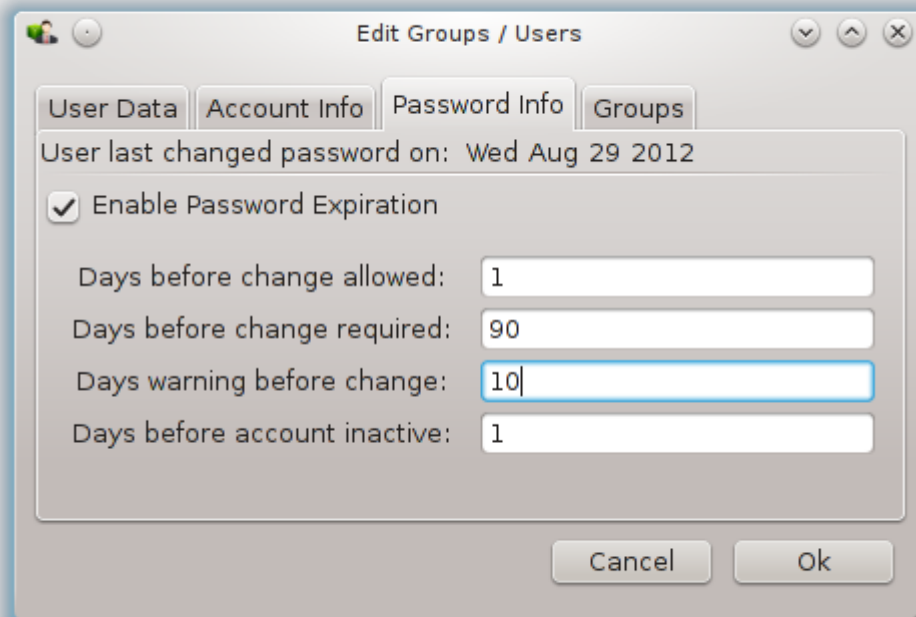 Edit Groups / Users
User Data Account Info Password Info Groups
User last changed password on: Wed Aug 29 2012
Enable Password Expiration
Days before change allowed: 1
Days before change required: 90
Days warning before change: 10
Days before account inactive: 1
Cancel Ok